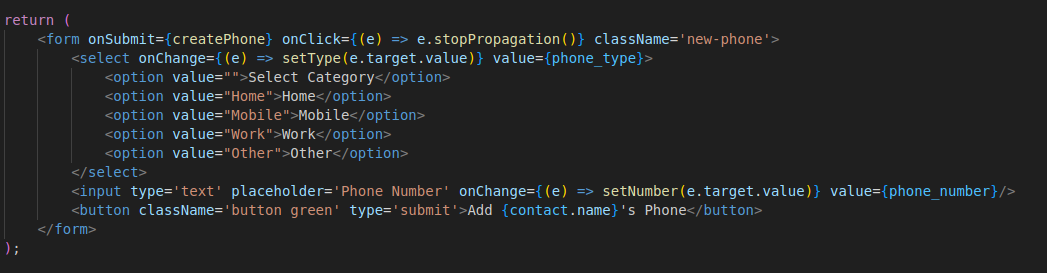 return (
    <form onSubmit={createPhone} onClick={(e) => e.stopPropagation()} className='new-phone'>
        <select onChange={(e) => setType(e.target.value)} value={phone_type}>
            <option value="">Select Category</option>
            <option value="Home">Home</option>
            <option value="Mobile">Mobile</option>
            <option value="Work">Work</option>
            <option value="Other">Other</option>
        </select>
        <input type='text' placeholder='Phone Number' onChange={(e) => setNumber(e.target.value)} value={phone_number}/>
        <button className='button green' type='submit'>Add {contact.name}'s Phone</button>
    </form>
);